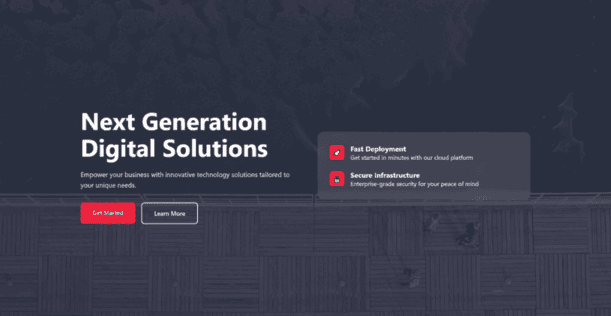 Next Generation
Digital Solutions
Empower your business with innovative technology solutions tailored to
your unique needs.
Get Started
Learn More
Fast Deployment
Get started in minutes with our cloud platform
Secure Infrastructure
Enterprise-grade security for your peace of mind